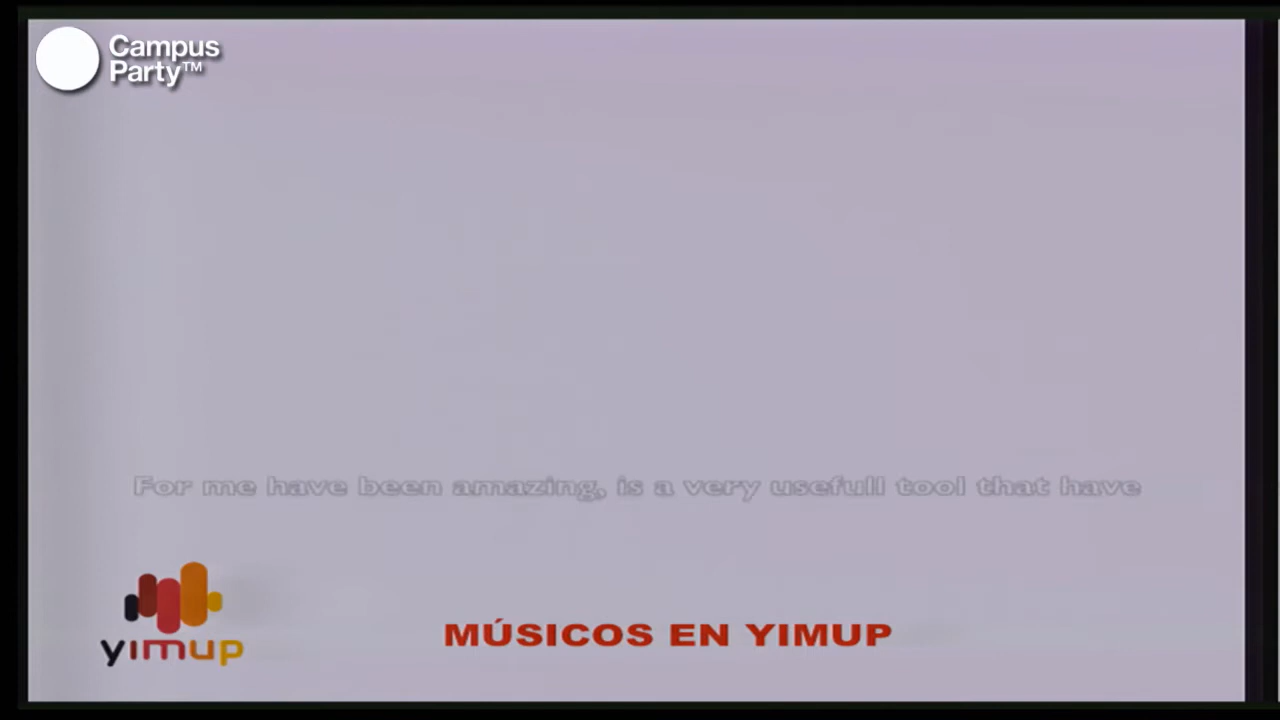 Campus
Party™
For me have been amazing, is a very usefull tool that have
yimup
MÚSICOS EN YIMUP